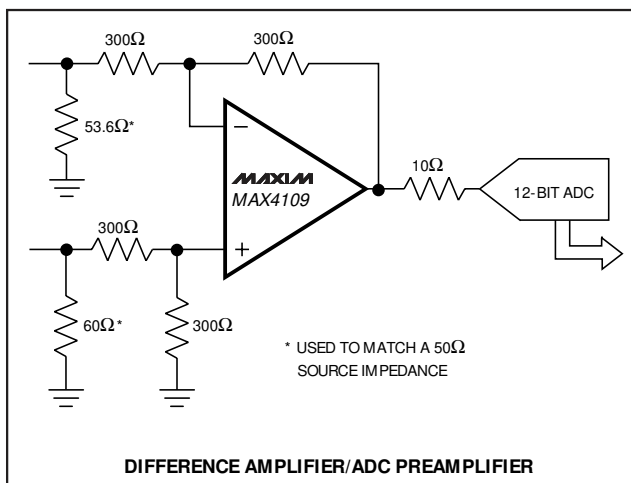 300Ω
300Ω
53.6Ω*
−
MAXIM
MAX4109
+
10Ω
12-BIT ADC
300Ω
60Ω*
300Ω
* USED TO MATCH A 50Ω
SOURCE IMPEDANCE
DIFFERENCE AMPLIFIER/ADC PREAMPLIFIER